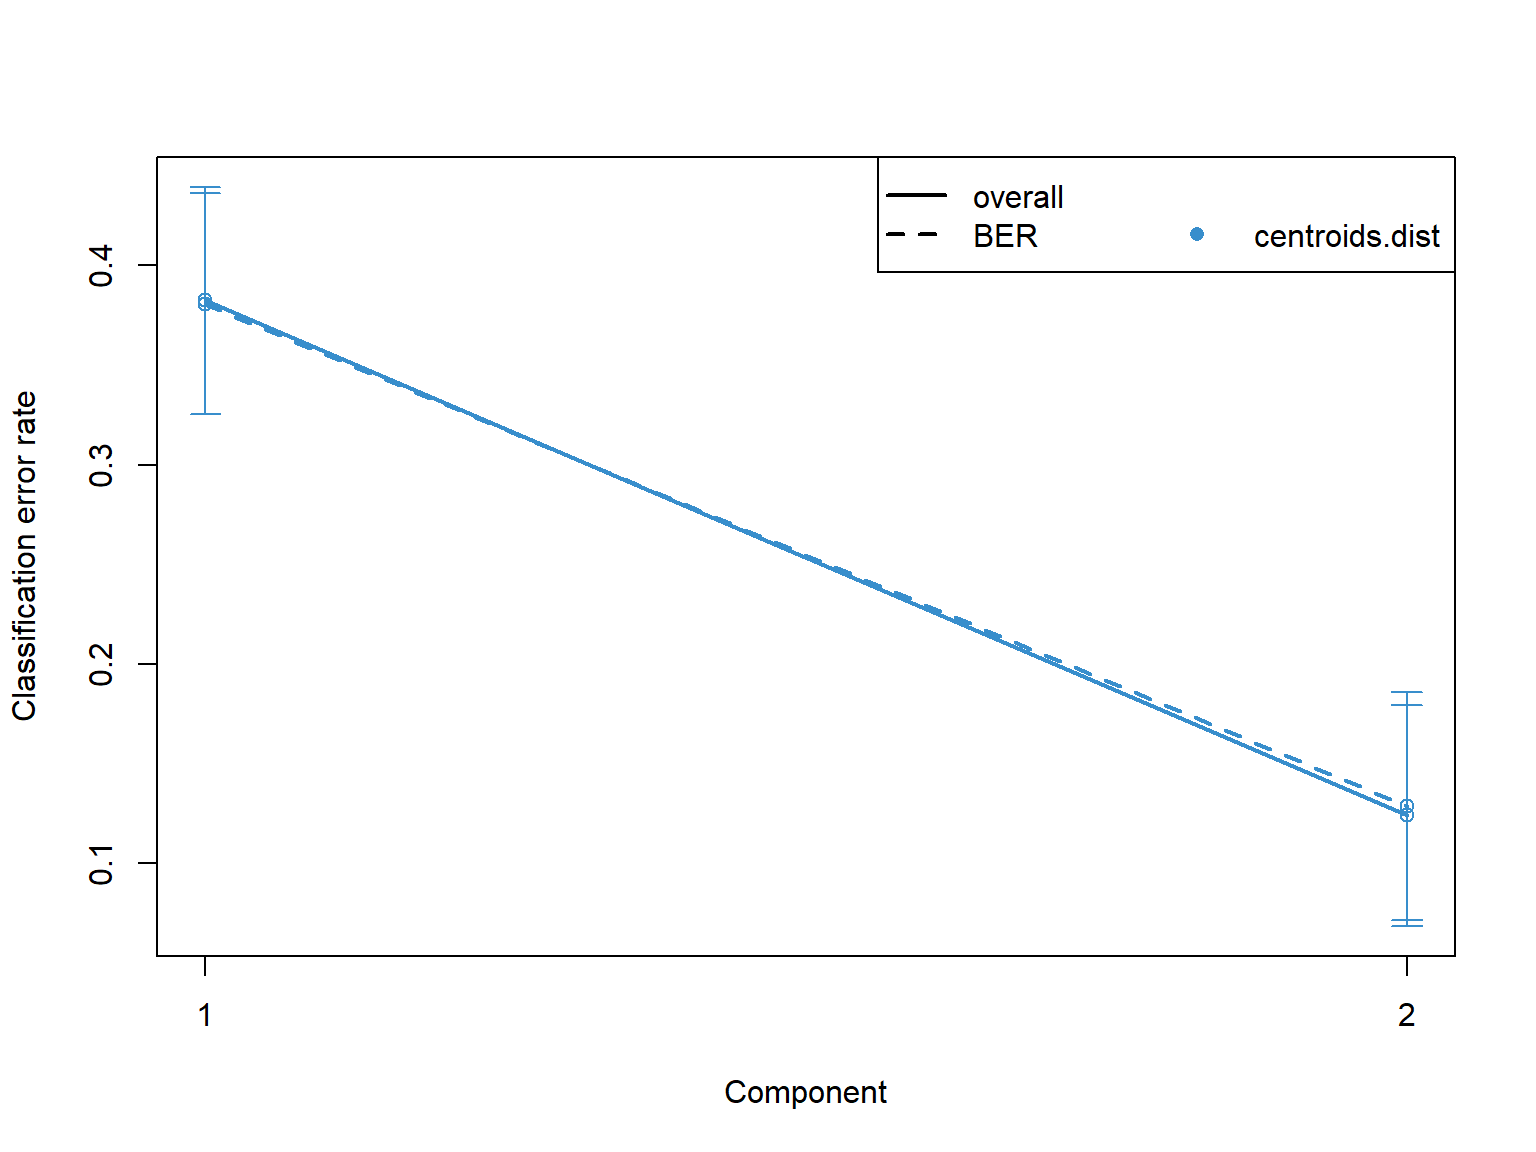 overall
BER
centroids.dist
Classification error rate
0.4
0.3
0.2
0.1
1
2
Component